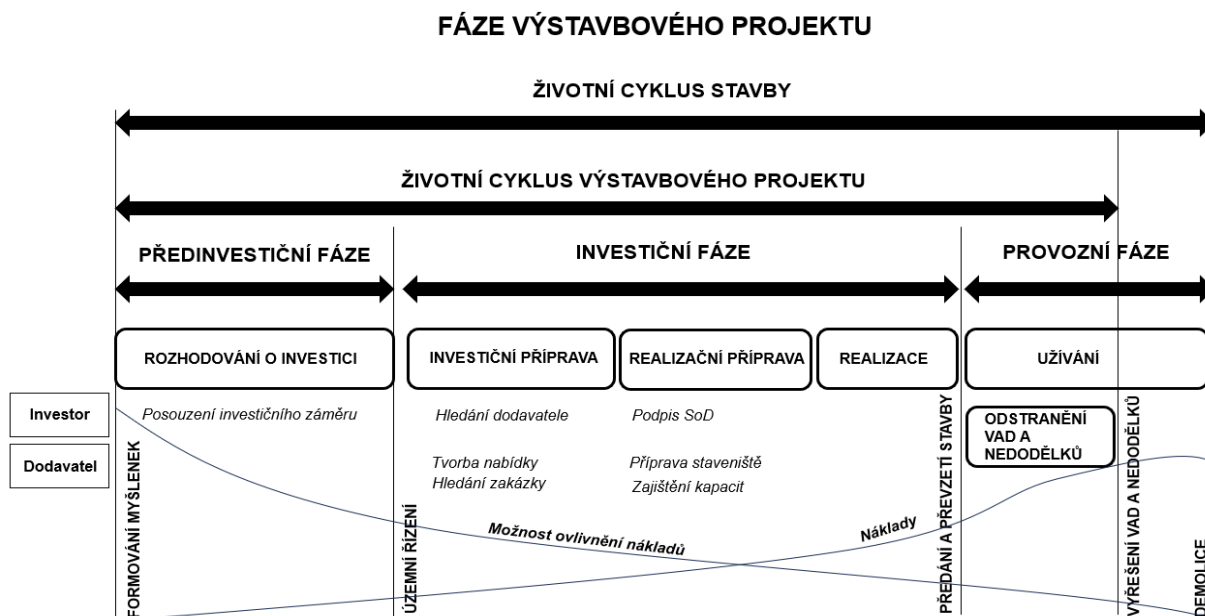 FÁZE VÝSTAVBOVÉHO PROJEKTU
ŽIVOTNÍ CYKLUS STAVBY
ŽIVOTNÍ CYKLUS VÝSTAVBOVÉHO PROJEKTU
PŘEDINVESTIČNÍ FÁZE
INVESTIČNÍ FÁZE
PROVOZNÍ FÁZE
ROZHODOVÁNÍ O INVESTICI
INVESTIČNÍ PŘÍPRAVA
REALIZAČNÍ PŘÍPRAVA
REALIZACE
UŽÍVÁNÍ
Investor
Posouzení investičního záměru
Hledání dodavatele
Podpis SoD
ODSTRANĚNÍ
VAD A
NEDODĚLKŮ
Dodavatel
Tvorba nabídky
Hledání zakázky
Příprava staveniště
Zajištění kapacit
FORMOVÁNÍ MYŠLENEK
ÚZEMNÍ ŘÍZENÍ
Možnost ovlivnění nákladů
Náklady
PŘEDÁNÍ A PŘEVZETÍ STAVBY
VYŘEŠENÍ VAD A NEDODĚLKŮ
DEMOLICE